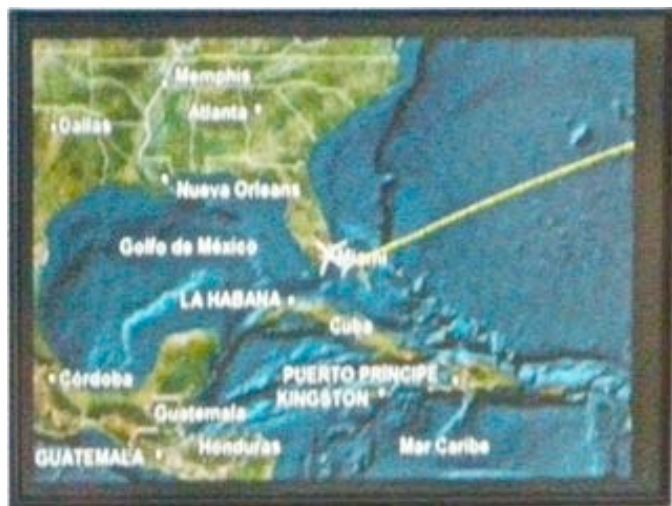 Memphis
Atlanta
Dallas
Nueva Orleans
Golfo de México
Miami
LA HABANA
Cuba
Córdoba
PUERTO PRÍNCIPE
KINGSTON
Guatemala
GUATEMALA
Honduras
Mar Caribe